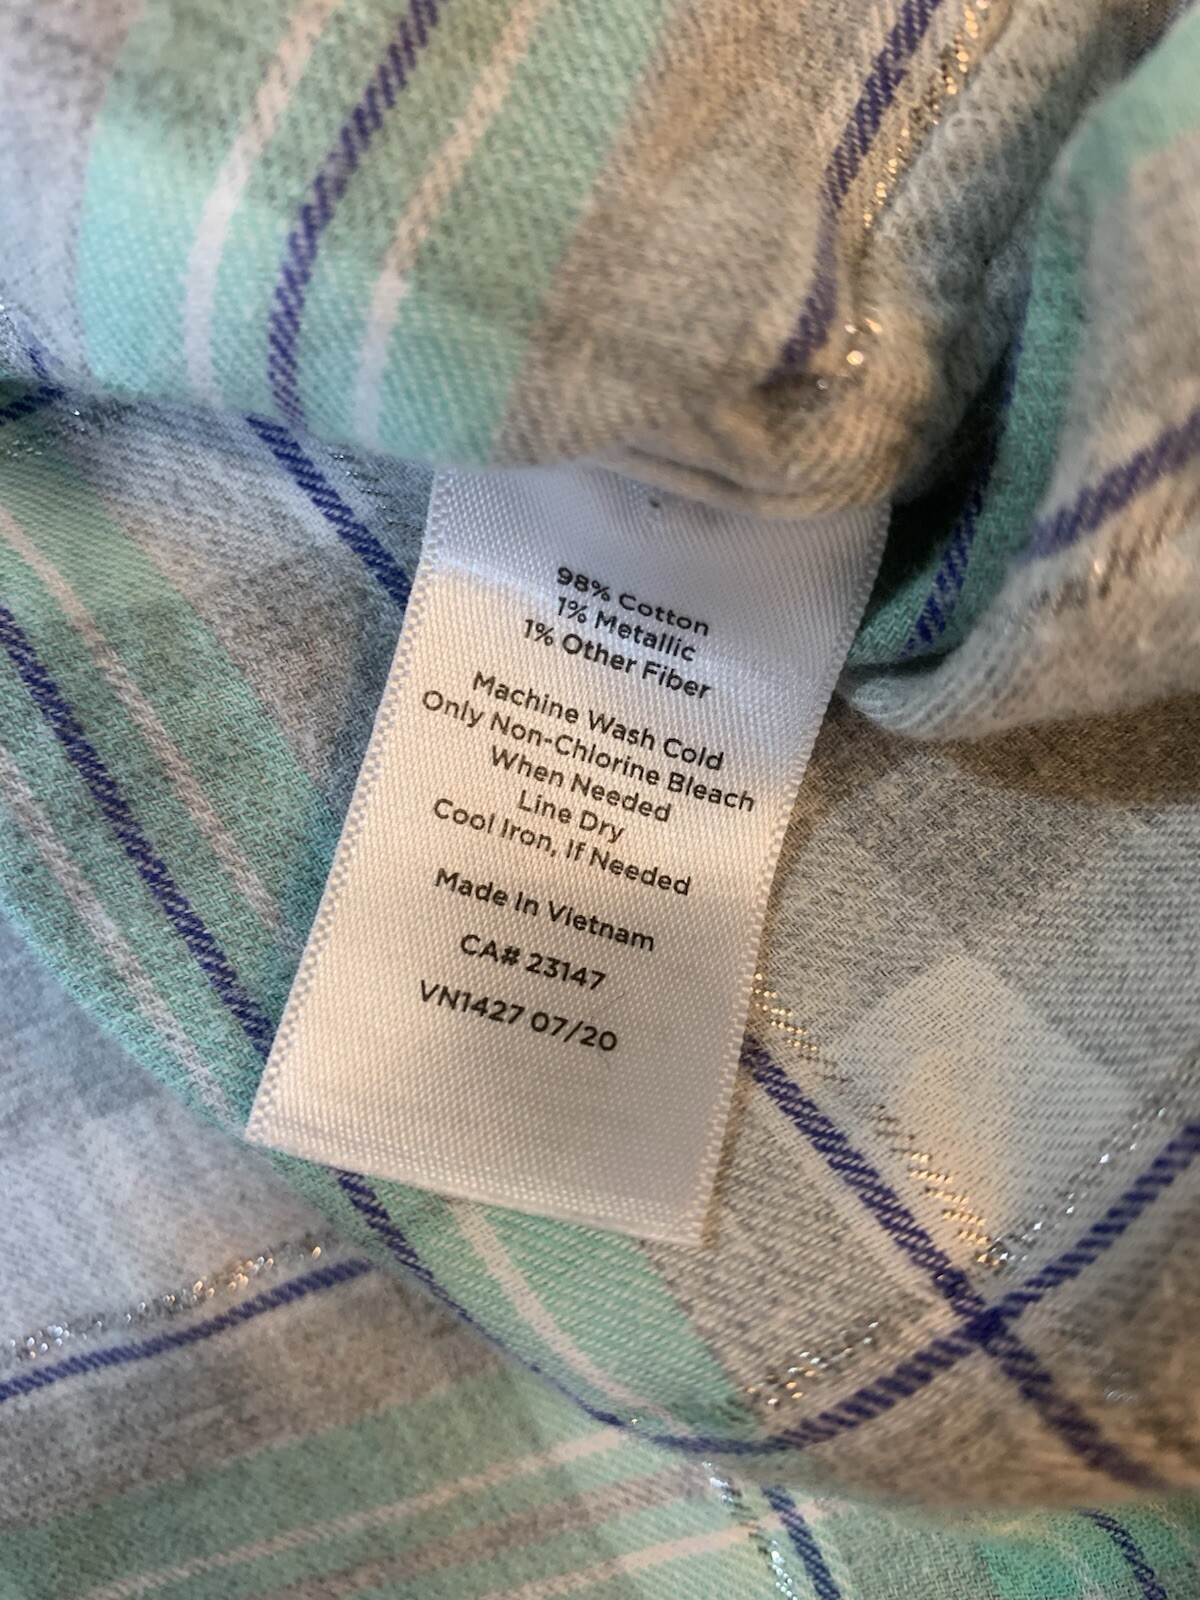 98% Cotton
1% Metallic
1% Other Fiber
Machine Wash Cold
Only Non-Chlorine Bleach
When Needed
Line Dry
Cool Iron, If Needed
Made In Vietnam
CA# 23147
VN1427 07/20